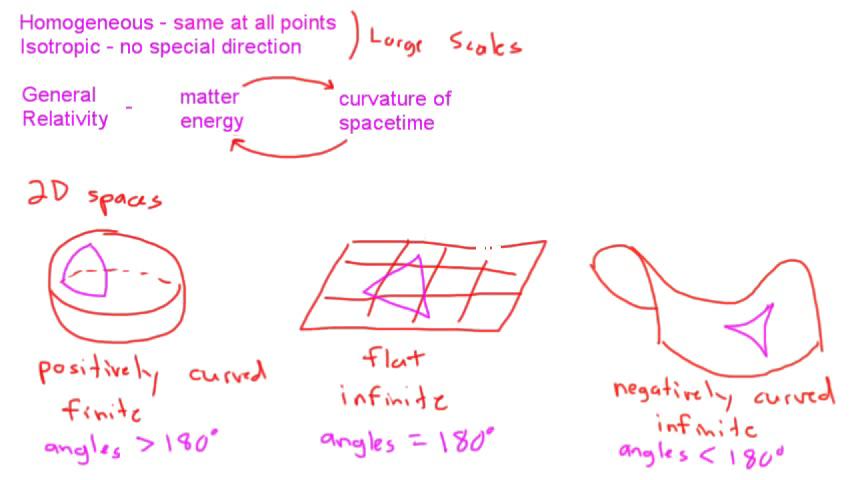 Homogeneous - same at all points
Isotropic - no special direction
Large Scales
General Relativity -
matter energy
curvature of spacetime
2D spaces
positively curved
finite
angles > 180°
flat
infinite
angles = 180°
negatively curved
infinite
angles < 180°